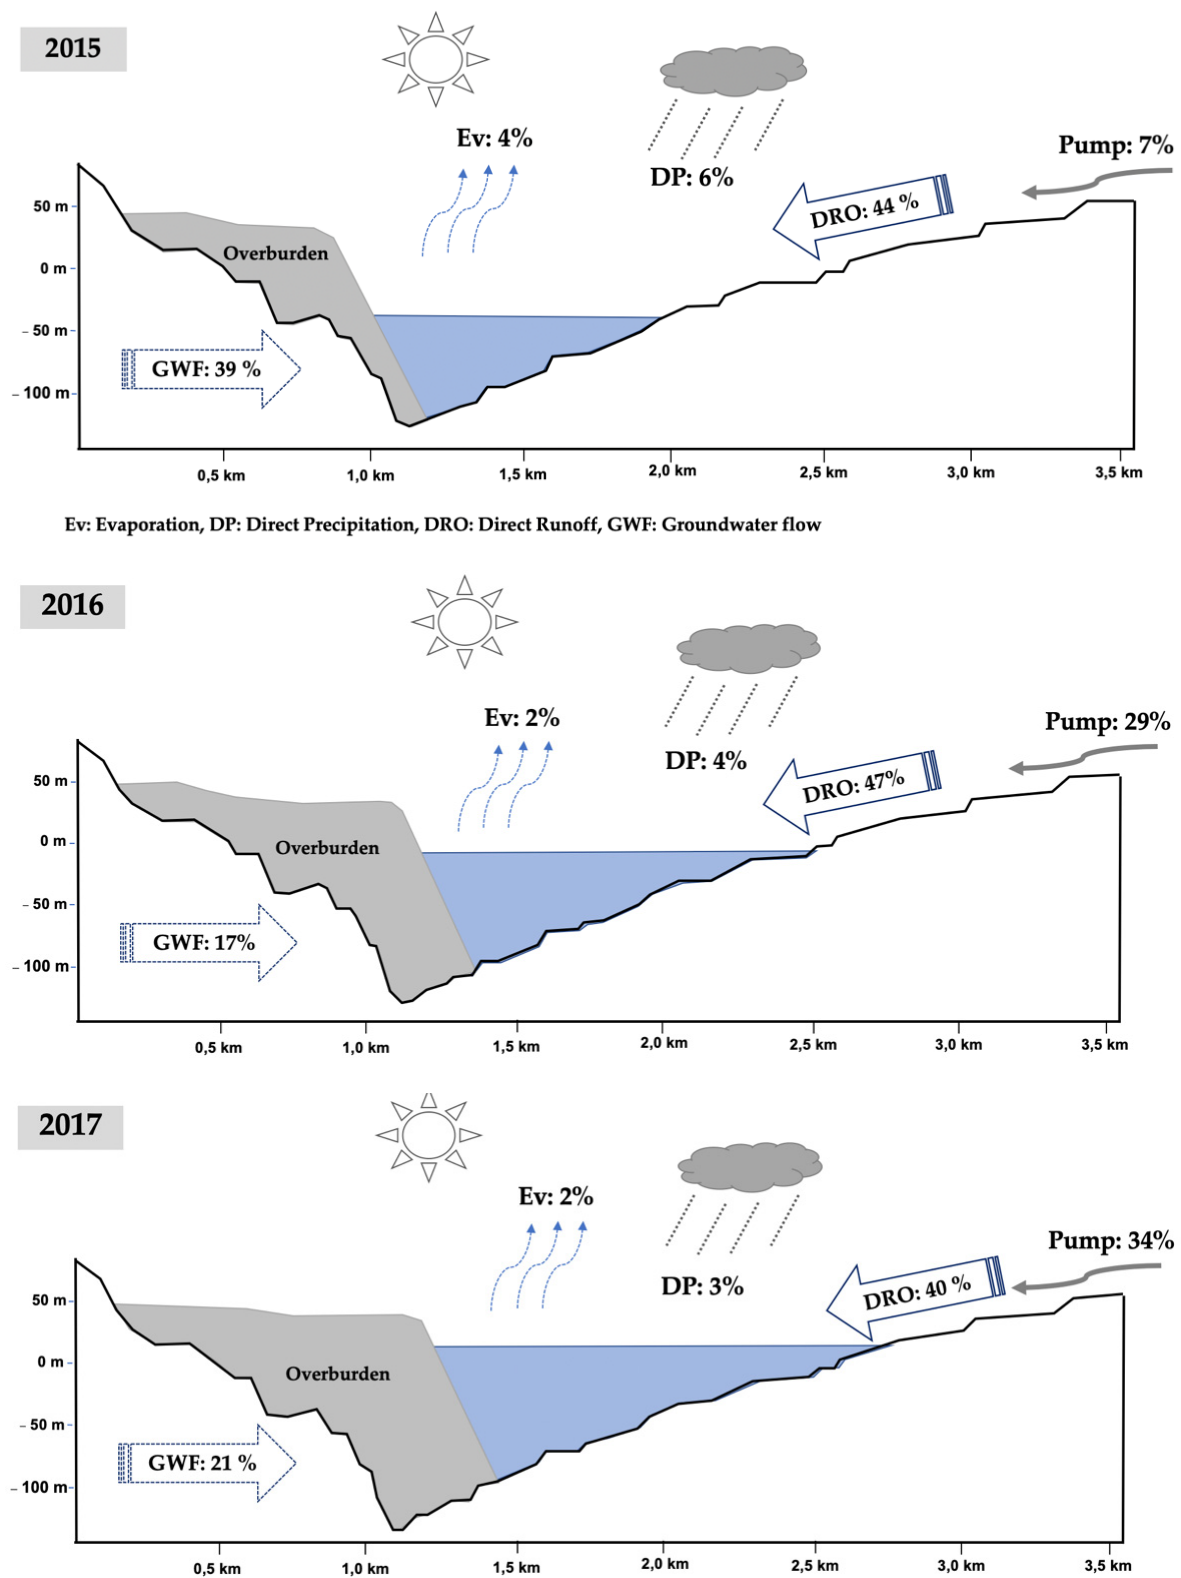 2015
Ev: 4%
DP: 6%
Pump: 7%
DRO: 44 %
50 m
Overburden
0 m
– 50 m
GWF: 39 %
– 100 m
0,5 km
1,0 km
1,5 km
2,0 km
2,5 km
3,0 km
3,5 km
Ev: Evaporation, DP: Direct Precipitation, DRO: Direct Runoff, GWF: Groundwater flow
2016
Ev: 2%
DP: 4%
Pump: 29%
DRO: 47%
50 m
0 m
Overburden
– 50 m
GWF: 17%
– 100 m
0,5 km
1,0 km
1,5 km
2,0 km
2,5 km
3,0 km
3,5 km
2017
Ev: 2%
DP: 3%
Pump: 34%
DRO: 40 %
50 m
0 m
Overburden
– 50 m
GWF: 21 %
– 100 m
0,5 km
1,0 km
1,5 km
2,0 km
2,5 km
3,0 km
3,5 km